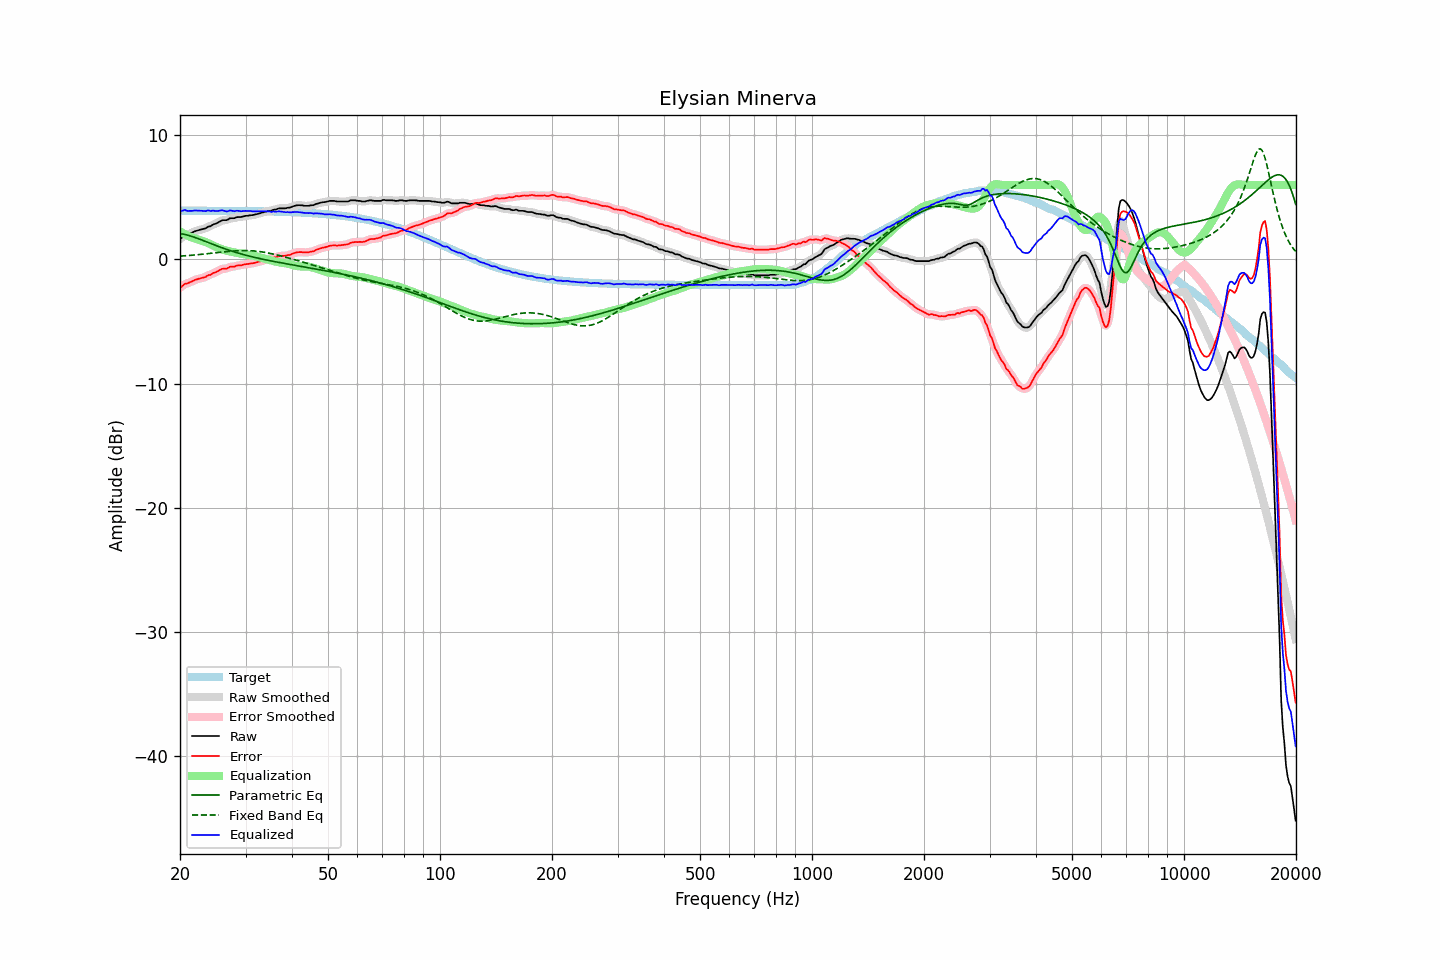 Elysian Minerva
Amplitude (dBr)
10
0
−10
−20
−30
−40
Target
Raw Smoothed
Error Smoothed
Raw
Error
Equalization
Parametric Eq
Fixed Band Eq
Equalized
20 50 100 200 500 1000 2000 5000 10000 20000
Frequency (Hz)